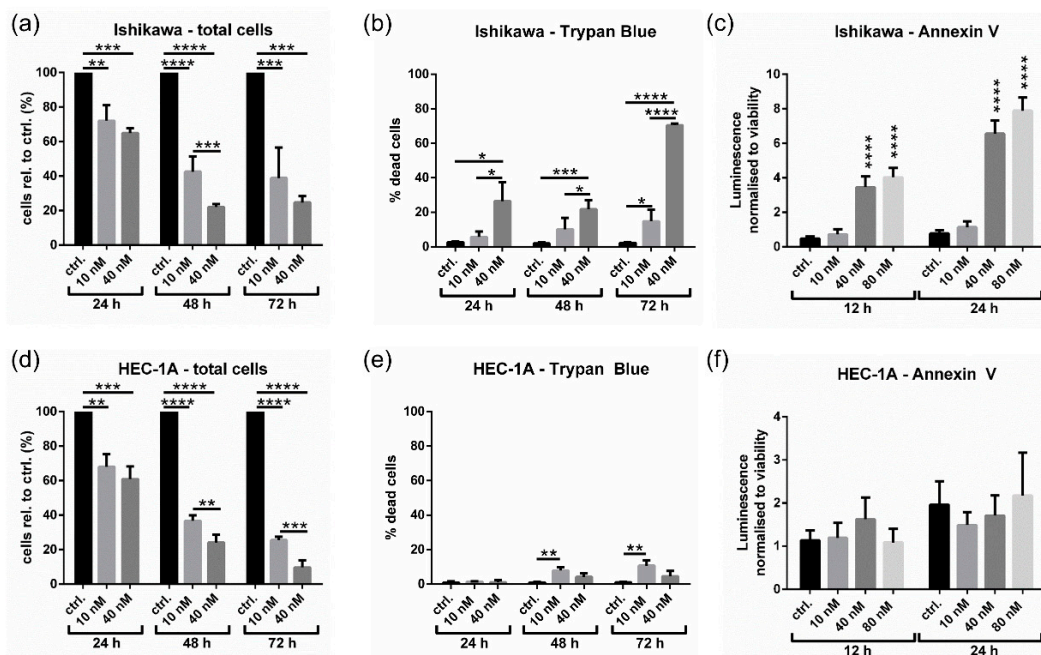 (a)
Ishikawa - total cells
cells rel. to ctrl. (%)
100
80
60
40
20
0
** *** **** **** *** *** ***
ctrl. 10 nM 40 nM ctrl. 10 nM 40 nM ctrl. 10 nM 40 nM
24 h 48 h 72 h
(b)
Ishikawa - Trypan Blue
% dead cells
100
80
60
40
20
0
* * *** * **** **** *
ctrl. 10 nM 40 nM ctrl. 10 nM 40 nM ctrl. 10 nM 40 nM
24 h 48 h 72 h
(c)
Ishikawa - Annexin V
Luminescence
normalised to viability
10
8
6
4
2
0
**** **** **** ****
ctrl. 10 nM 40 nM 80 nM ctrl. 10 nM 40 nM 80 nM
12 h 24 h
(d)
HEC-1A - total cells
cells rel. to ctrl. (%)
100
80
60
40
20
0
*** ** **** **** ** **** **** ***
ctrl. 10 nM 40 nM ctrl. 10 nM 40 nM ctrl. 10 nM 40 nM
24 h 48 h 72 h
(e)
HEC-1A - Trypan Blue
% dead cells
100
80
60
40
20
0
** **
ctrl. 10 nM 40 nM ctrl. 10 nM 40 nM ctrl. 10 nM 40 nM
24 h 48 h 72 h
(f)
HEC-1A - Annexin V
Luminescence
normalised to viability
4
3
2
1
0
ctrl. 10 nM 40 nM 80 nM ctrl. 10 nM 40 nM 80 nM
12 h 24 h